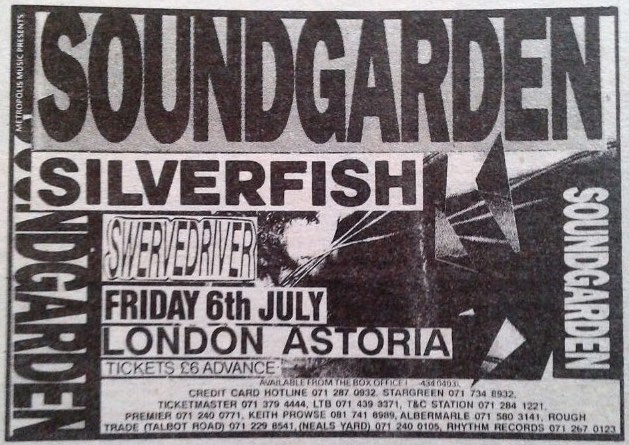 METROPOLIS MUSIC PRESENTS
SOUNDGARDEN
SILVERFISH
SWERVEDRIVER
FRIDAY 6th JULY
LONDON ASTORIA
TICKETS £6 ADVANCE
AVAILABLE FROM THE BOX OFFICE ( -434 0403).
CREDIT CARD HOTLINE 071 287 0932. STARGREEN 071 734 8932,
TICKETMASTER 071 379 4444, LTB 071 439 3371, T&C STATION 071 284 1221,
PREMIER 071 240 0771, KEITH PROWSE 081 741 8989, ALBERMARLE 071 580 3141, ROUGH
TRADE (TALBOT ROAD) 071 229 8541, (NEALS YARD) 071 240 0105, RHYTHM RECORDS 071 267 0123
NDGARDEN
SOUNDGARDEN